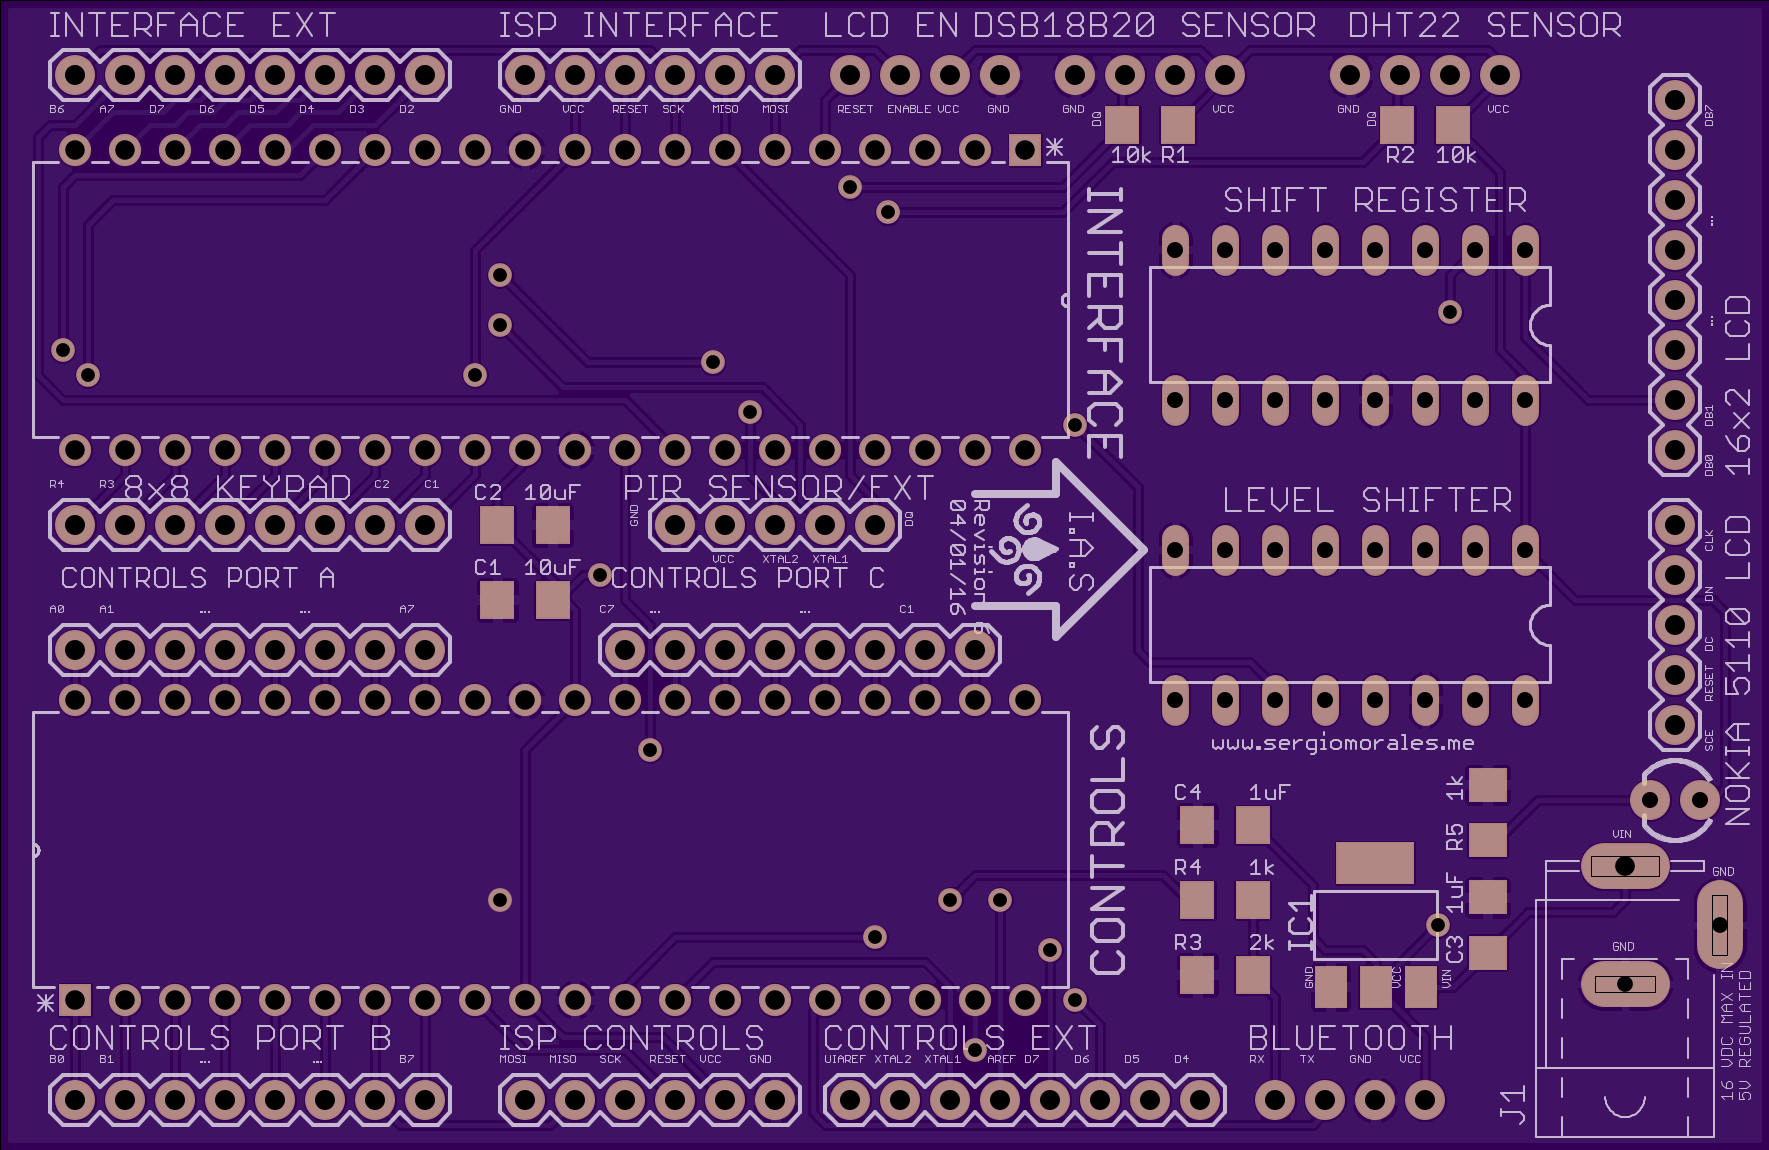 INTERFACE EXT
ISP INTERFACE
LCD EN
DSB18B20 SENSOR
DHT22 SENSOR
B6 A7 D7 D6 D5 D4 D3 D2
GND VCC RESET SCK MISO MOSI
RESET ENABLE VCC GND
GND VCC
GND VCC
DQ
DQ
10k R1
R2 10k
*
DB7
...
...
DB1
DB0
16x2 LCD
SHIFT REGISTER
INTERFACE
R4 R3 C2 C1
8x8 KEYPAD
C2 10uF
C1 10uF
PIR SENSOR/EXT
GND
DQ
VCC XTAL2 XTAL1
Revision 6
04/01/16
I.A.S
LEVEL SHIFTER
CLK
DN
DC
RESET
SCE
NOKIA 5110 LCD
CONTROLS PORT A
A0 A1 ... ... A7
CONTROLS PORT C
C7 ... ... C1
www.sergiomorales.me
CONTROLS
C4 1uF
R4 1k
R3 2k
1k
R5
1uF
C3
IC1
GND
VCC
VIN
VIN
GND
GND
16 VDC MAX IN
5V REGULATED
J1
*
CONTROLS PORT B
B0 B1 ... ... B7
ISP CONTROLS
MOSI MISO SCK RESET VCC GND
CONTROLS EXT
UIAREF XTAL2 XTAL1 AREF D7 D6 D5 D4
BLUETOOTH
RX TX GND VCC